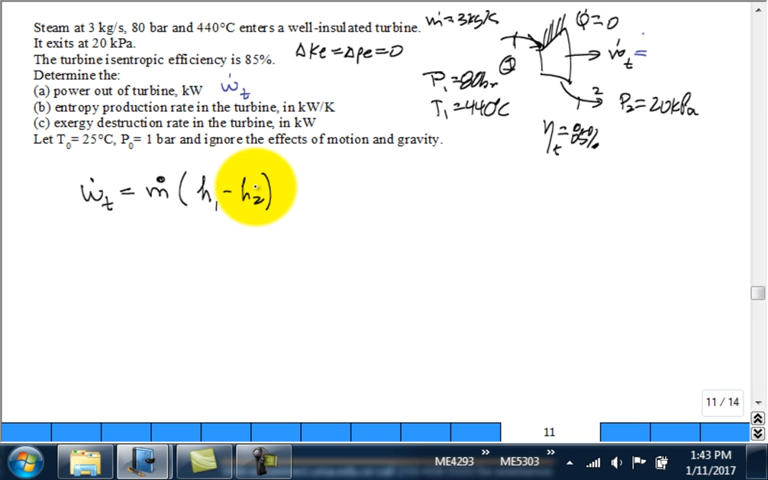 Steam at 3 kg/s, 80 bar and 440°C enters a well-insulated turbine.
It exits at 20 kPa.
The turbine isentropic efficiency is 85%.
Determine the:
(a) power out of turbine, kW
(b) entropy production rate in the turbine, in kW/K
(c) exergy destruction rate in the turbine, in kW
Let T0= 25°C, P0= 1 bar and ignore the effects of motion and gravity.
Δke=Δpe=0
Ẇt
ṁ=3kg/s
Q̇=0
1
→ Ẇt =
P1=80bar
T1=440°C
2
P2=20kPa
ηt=85%
Ẇt = ṁ ( h1 - h2 )
11 / 14
11
ME4293
»
ME5303
»
1:43 PM
1/11/2017